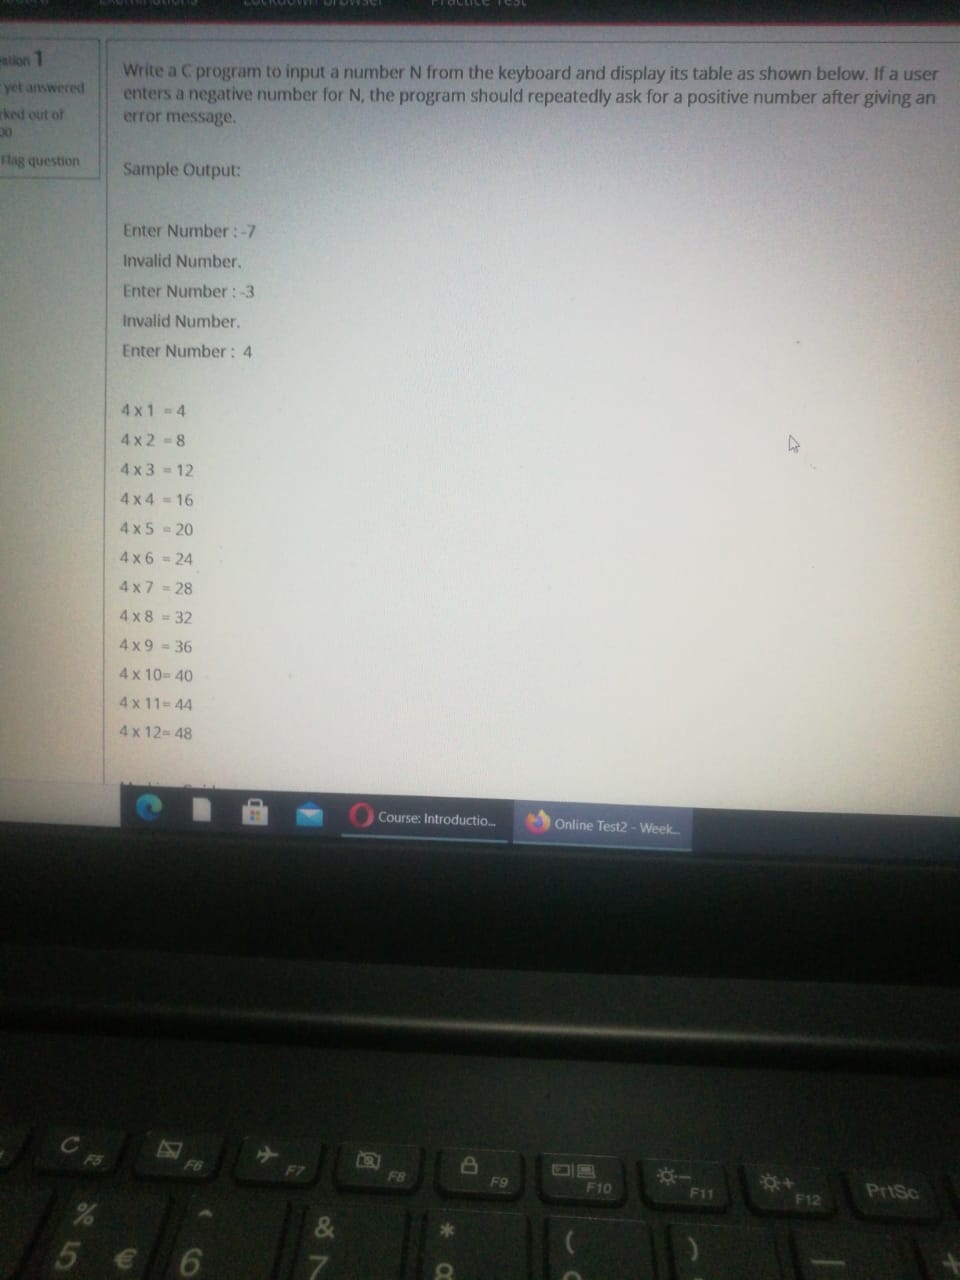 Lockdown Browser
Practice Test
1
yet answered
out of
Flag question
Write a C program to input a number N from the keyboard and display its table as shown below. If a user
enters a negative number for N, the program should repeatedly ask for a positive number after giving an
error message.
Sample Output:
Enter Number : -7
Invalid Number.
Enter Number : -3
Invalid Number.
Enter Number : 4
4 x 1 = 4
4 x 2 = 8
4 x 3 = 12
4 x 4 = 16
4 x 5 = 20
4 x 6 = 24
4 x 7 = 28
4 x 8 = 32
4 x 9 = 36
4 x 10= 40
4 x 11= 44
4 x 12= 48
Course: Introductio...
Online Test2 - Week...
F5 F6 F7 F8 F9 F10 F11 F12 PrtSc
% ^ & * ( )
5 € 6 7 8